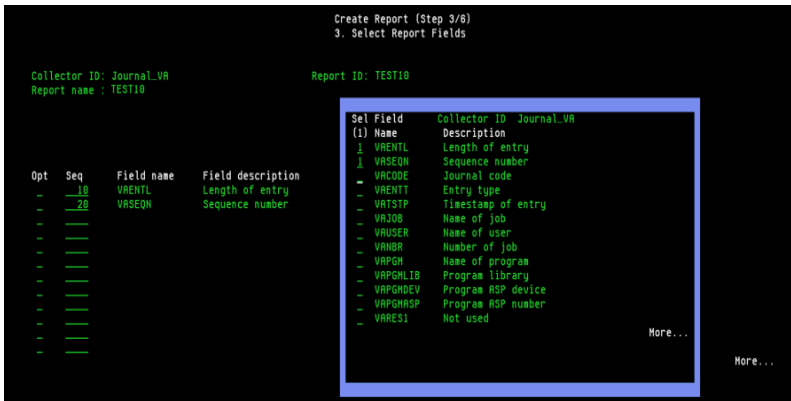 Create Report (Step 3/6)
3. Select Report Fields
Collector ID: Journal_VA Report ID: TEST10
Report name : TEST10
Opt Seq Field name Field description
10 VAENTL Length of entry
20 VASEQN Sequence number
Sel Field Collector ID Journal_VA
(1) Name Description
1 VAENTL Length of entry
1 VASEQN Sequence number
VACODE Journal code
VAENTT Entry type
VATSTP Timestamp of entry
VAJOB Name of job
VAUSER Name of user
VANBR Number of job
VAPGM Name of program
VAPGMLIB Program library
VAPGMDEV Program ASP device
VAPGMASP Program ASP number
VARES1 Not used
More...
More...